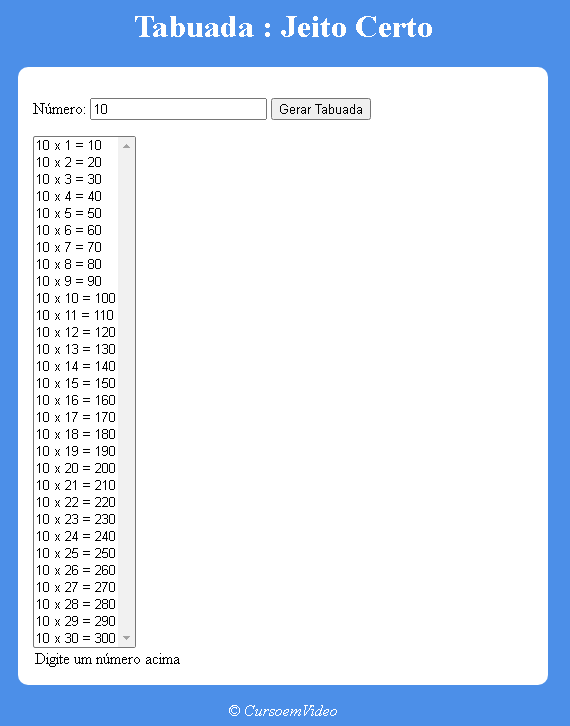 Tabuada : Jeito Certo
Número: 10 Gerar Tabuada
10 x 1 = 10
10 x 2 = 20
10 x 3 = 30
10 x 4 = 40
10 x 5 = 50
10 x 6 = 60
10 x 7 = 70
10 x 8 = 80
10 x 9 = 90
10 x 10 = 100
10 x 11 = 110
10 x 12 = 120
10 x 13 = 130
10 x 14 = 140
10 x 15 = 150
10 x 16 = 160
10 x 17 = 170
10 x 18 = 180
10 x 19 = 190
10 x 20 = 200
10 x 21 = 210
10 x 22 = 220
10 x 23 = 230
10 x 24 = 240
10 x 25 = 250
10 x 26 = 260
10 x 27 = 270
10 x 28 = 280
10 x 29 = 290
10 x 30 = 300
Digite um número acima
© CursoemVideo